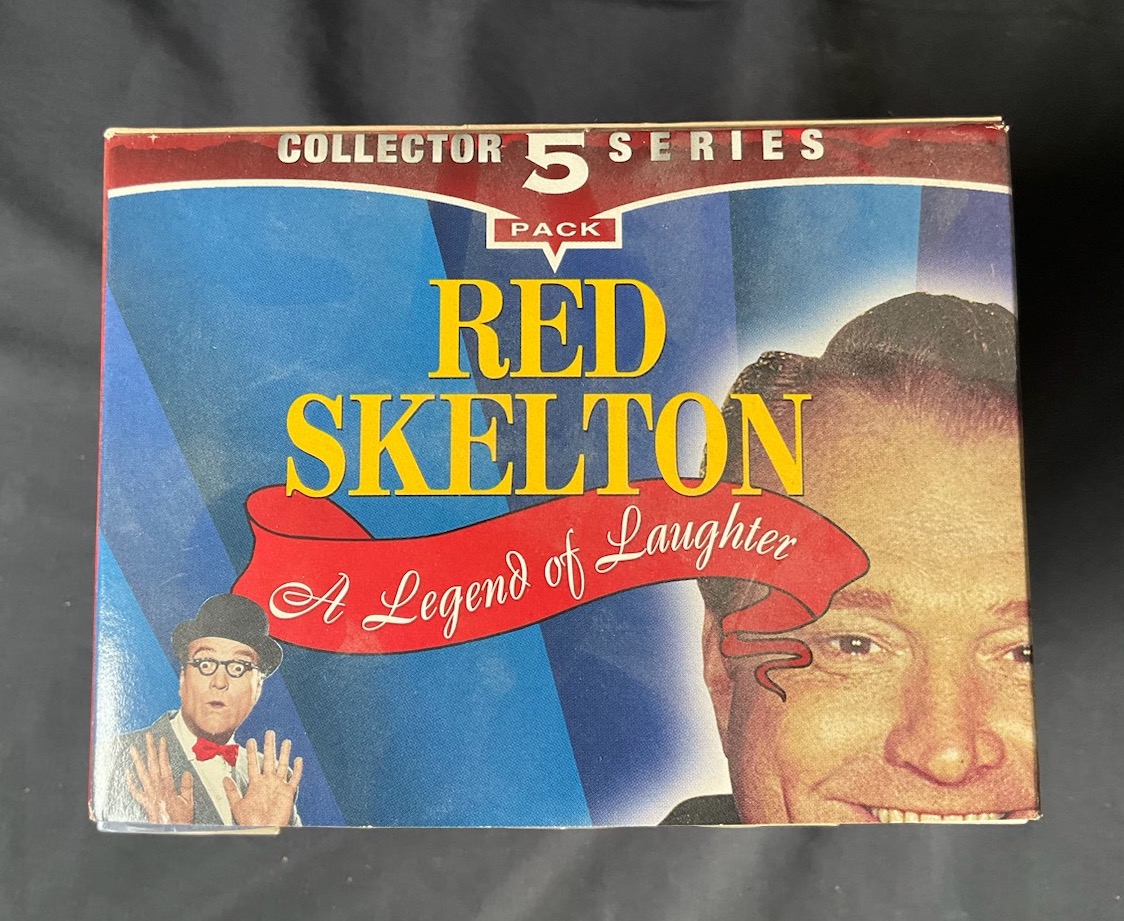 COLLECTOR 5 SERIES
PACK
RED
SKELTON
A Legend of Laughter